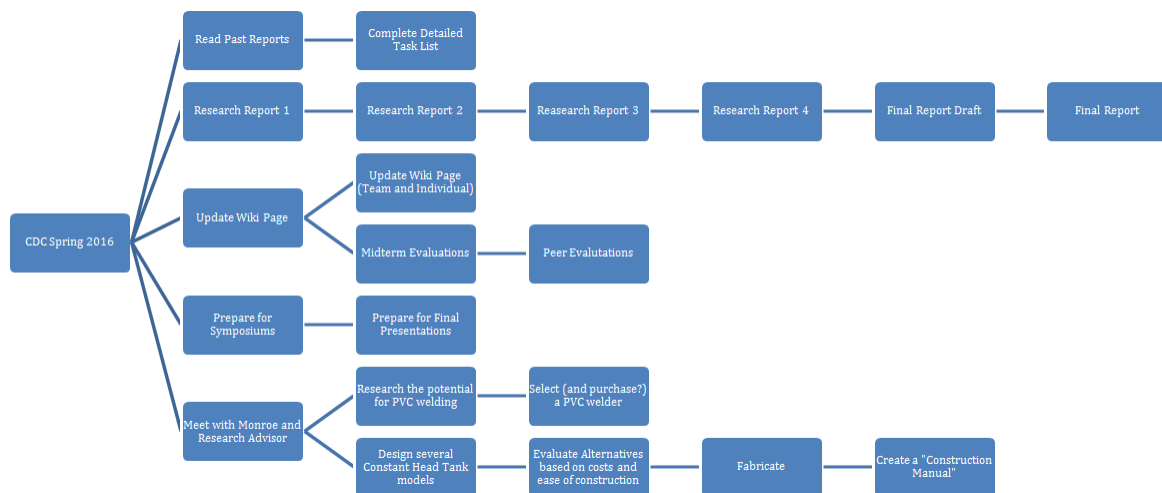 CDC Spring 2016
Read Past Reports
Complete Detailed
Task List
Research Report 1
Research Report 2
Reasearch Report 3
Research Report 4
Final Report Draft
Final Report
Update Wiki Page
Update Wiki Page
(Team and Individual)
Midterm Evaluations
Peer Evalutations
Prepare for
Symposiums
Prepare for Final
Presentations
Meet with Monroe and
Research Advisor
Research the potential
for PVC welding
Select (and purchase?)
a PVC welder
Design several
Constant Head Tank
models
Evaluate Alternatives
based on costs and
ease of construction
Fabricate
Create a "Construction
Manual"